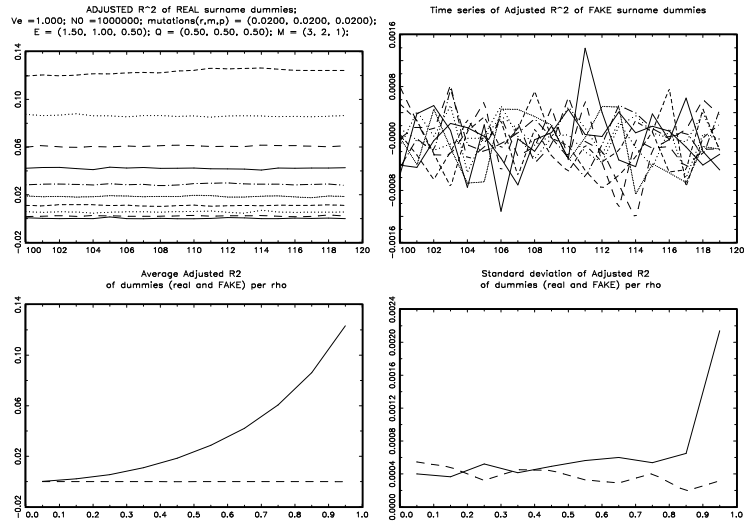 ADJUSTED R^2 of REAL surname dummies;
Ve =1.000; NO =1000000; mutations(r,m,p) = (0.0200, 0.0200, 0.0200);
E = (1.50, 1.00, 0.50); Q = (0.50, 0.50, 0.50); M = (3, 2, 1);
0.14
0.10
0.06
0.02
-0.02
100 102 104 106 108 110 112 114 116 118 120
Time series of Adjusted R^2 of FAKE surname dummies
0.0016
0.0008
-0.0000
-0.0008
-0.0016
100 102 104 106 108 110 112 114 116 118 120
Average Adjusted R2
of dummies (real and FAKE) per rho
0.14
0.10
0.06
0.02
-0.02
0.0 0.1 0.2 0.3 0.4 0.5 0.6 0.7 0.8 0.9 1.0
Standard deviation of Adjusted R2
of dummies (real and FAKE) per rho
0.0024
0.0020
0.0016
0.0012
0.0008
0.0004
0.0000
0.0 0.1 0.2 0.3 0.4 0.5 0.6 0.7 0.8 0.9 1.0